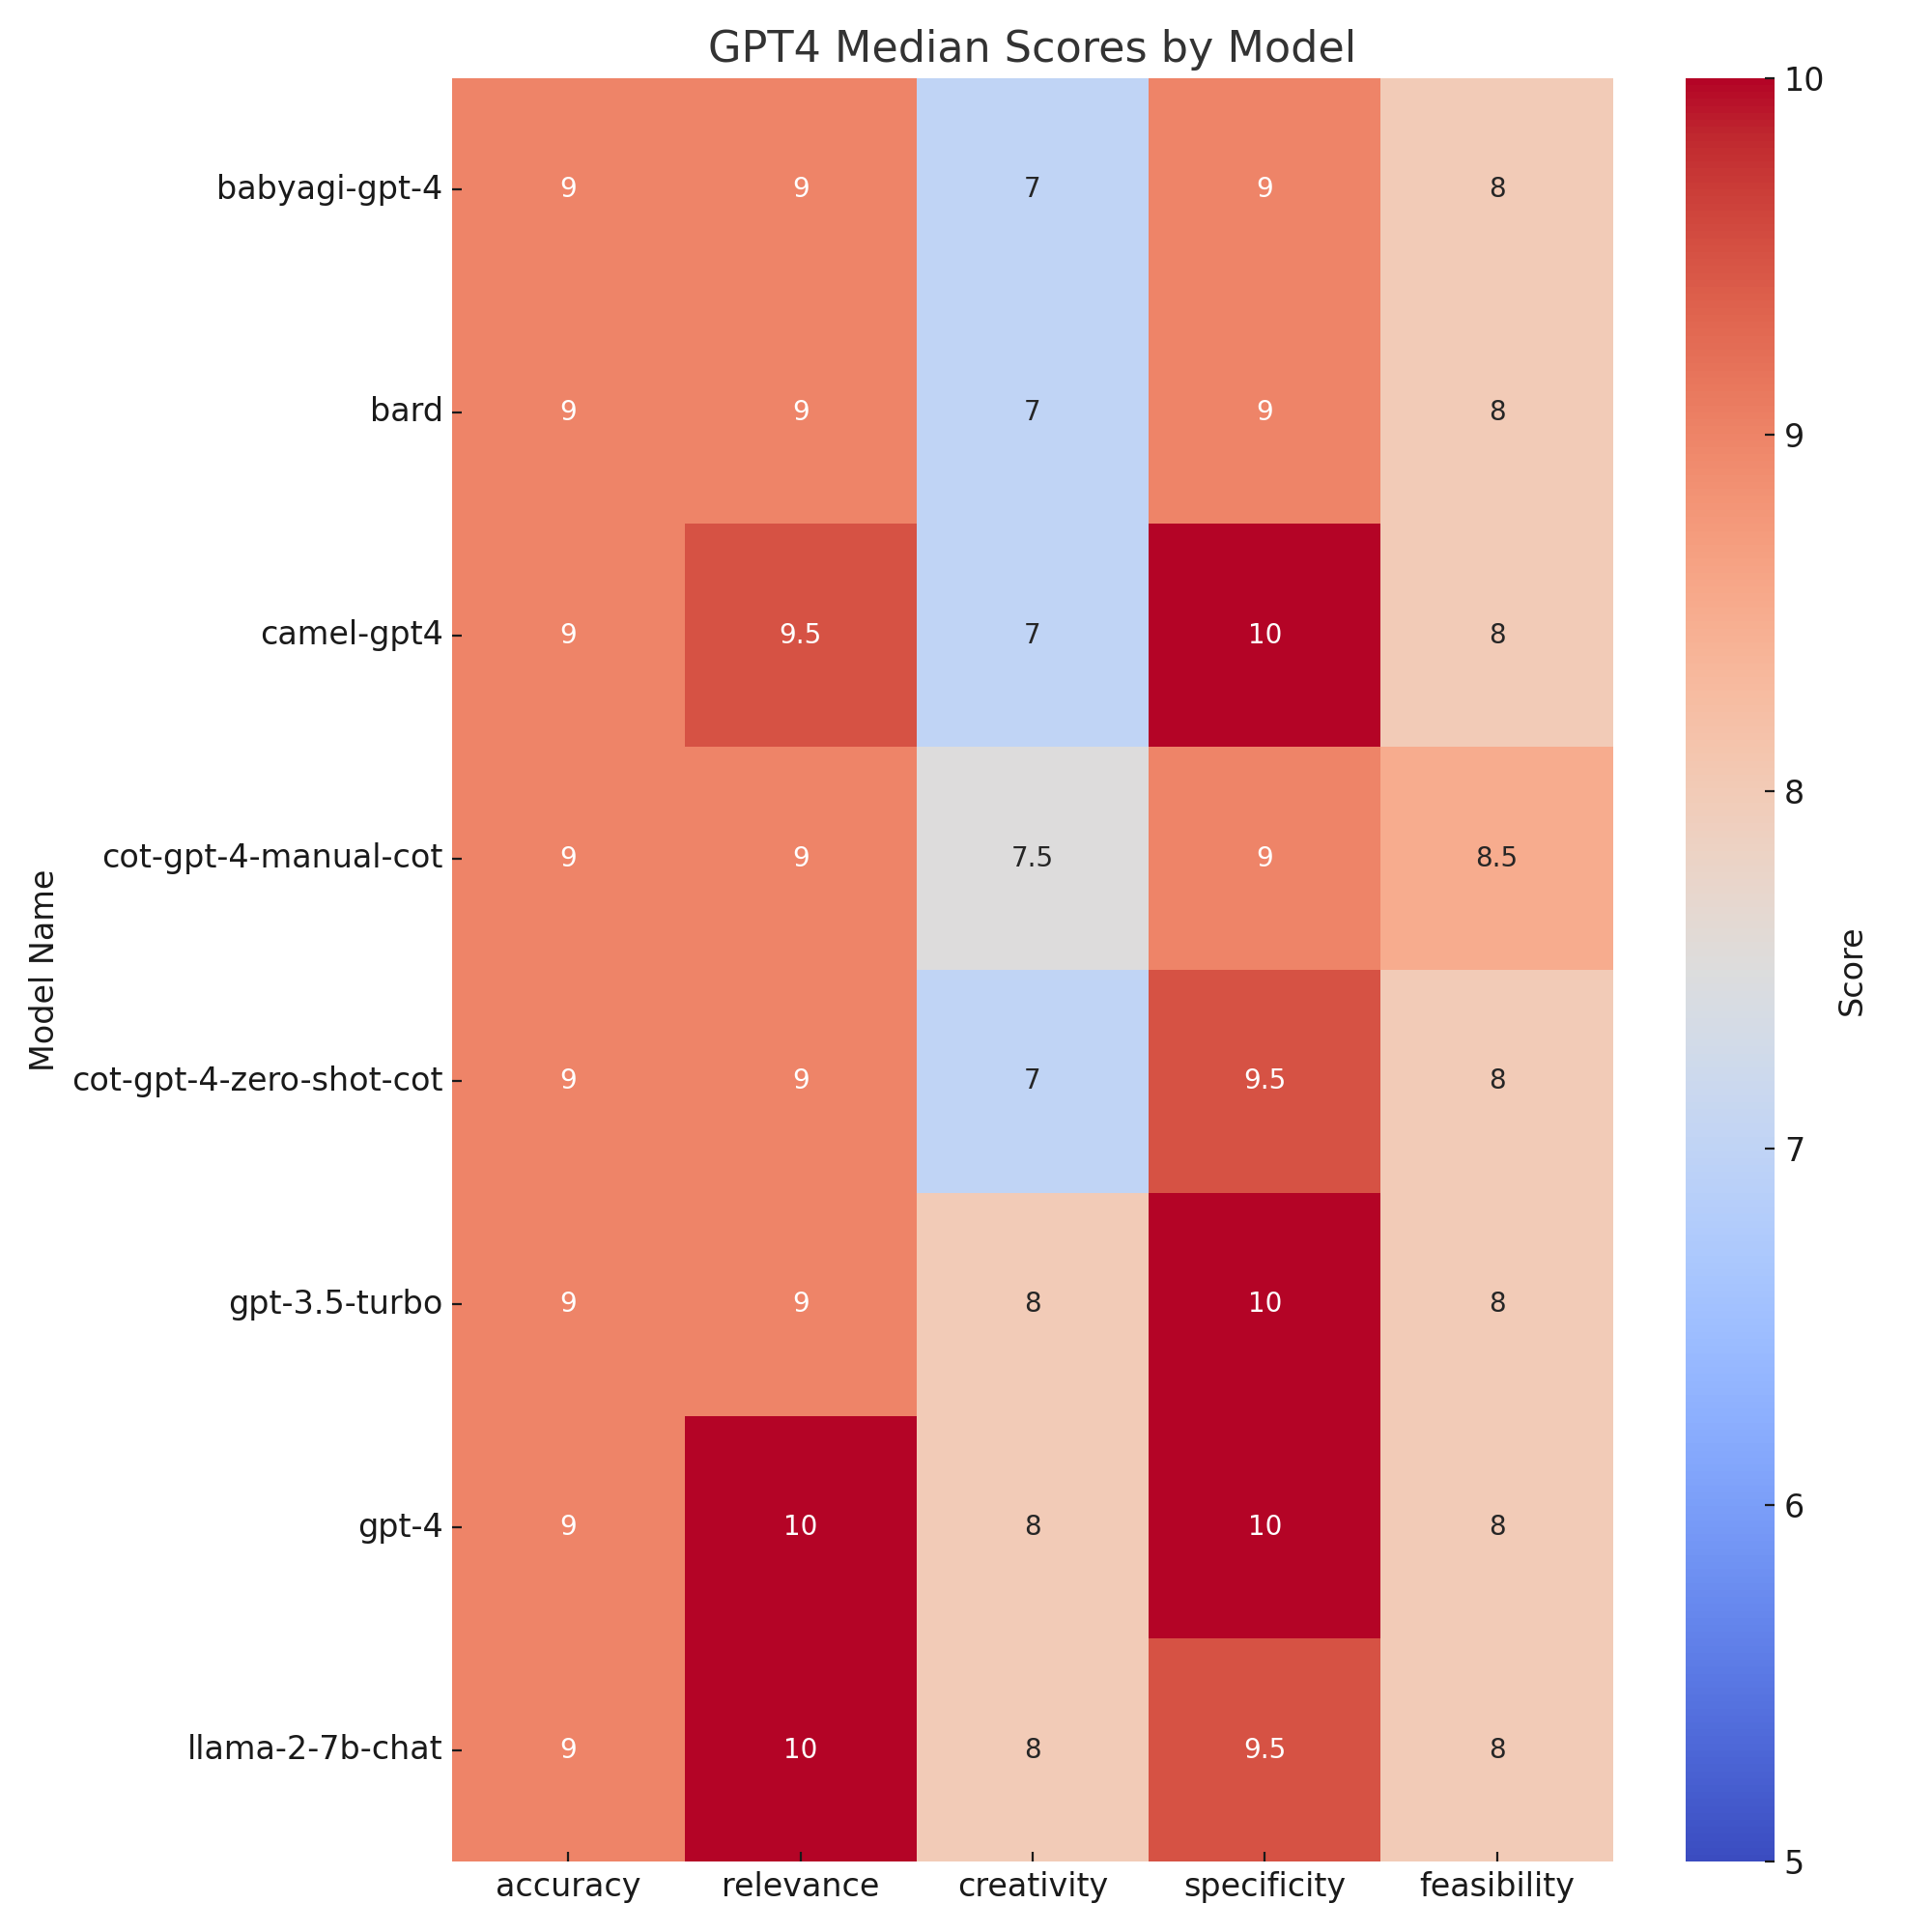 GPT4 Median Scores by Model
Model Name
babyagi-gpt-4 9 9 7 9 8
bard 9 9 7 9 8
camel-gpt4 9 9.5 7 10 8
cot-gpt-4-manual-cot 9 9 7.5 9 8.5
cot-gpt-4-zero-shot-cot 9 9 7 9.5 8
gpt-3.5-turbo 9 9 8 10 8
gpt-4 9 10 8 10 8
llama-2-7b-chat 9 10 8 9.5 8
accuracy relevance creativity specificity feasibility
10
9
8
7
6
5
Score